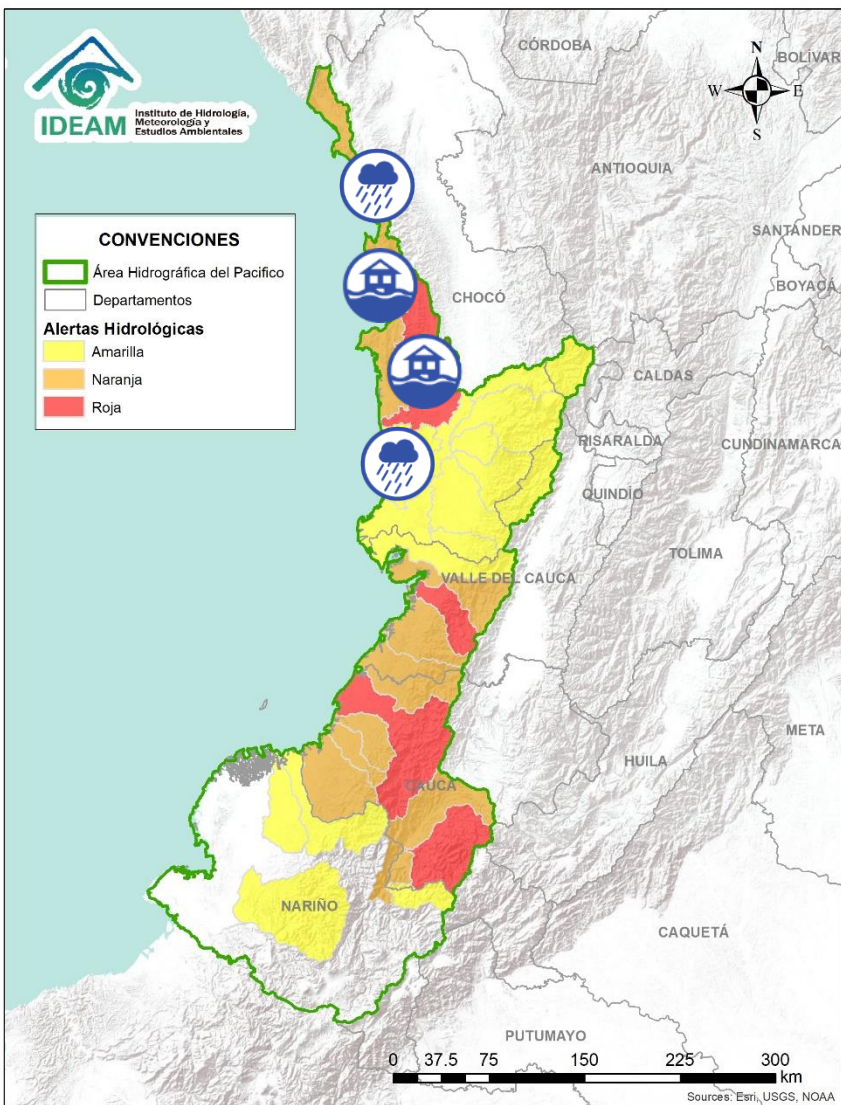 IDEAM
Instituto de Hidrología,
Meteorología y
Estudios Ambientales
CÓRDOBA
BOLÍVAR
N
W
E
S
ANTIOQUIA
SANTANDER
BOYACÁ
CHOCÓ
CONVENCIONES
Área Hidrográfica del Pacifico
Departamentos
Alertas Hidrológicas
Amarilla
Naranja
Roja
CALDAS
RISARALDA
CUNDINAMARCA
QUINDÍO
TOLIMA
VALLE DEL CAUCA
META
HUILA
CAUCA
NARIÑO
CAQUETÁ
PUTUMAYO
0 37.5 75 150 225 300
km
Sources: Esri, USGS, NOAA